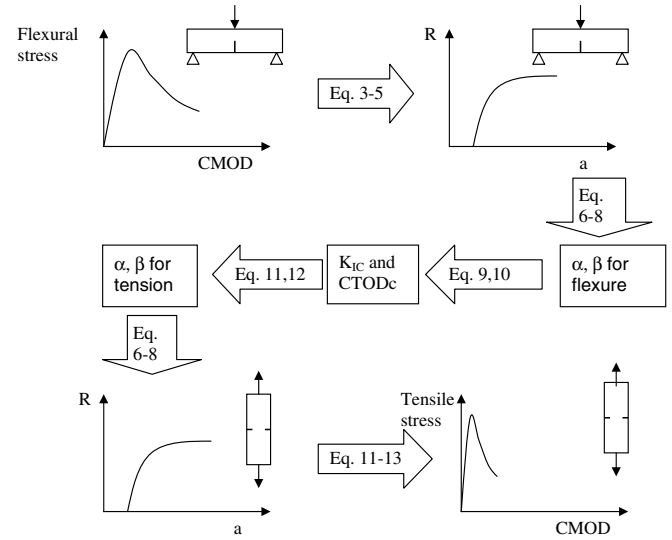 Flexural
stress
CMOD
Eq. 3-5
R
a
Eq.
6-8
α, β for
flexure
Eq. 9,10
K_IC and
CTODc
Eq. 11,12
α, β for
tension
Eq.
6-8
R
a
Eq. 11-13
Tensile
stress
CMOD